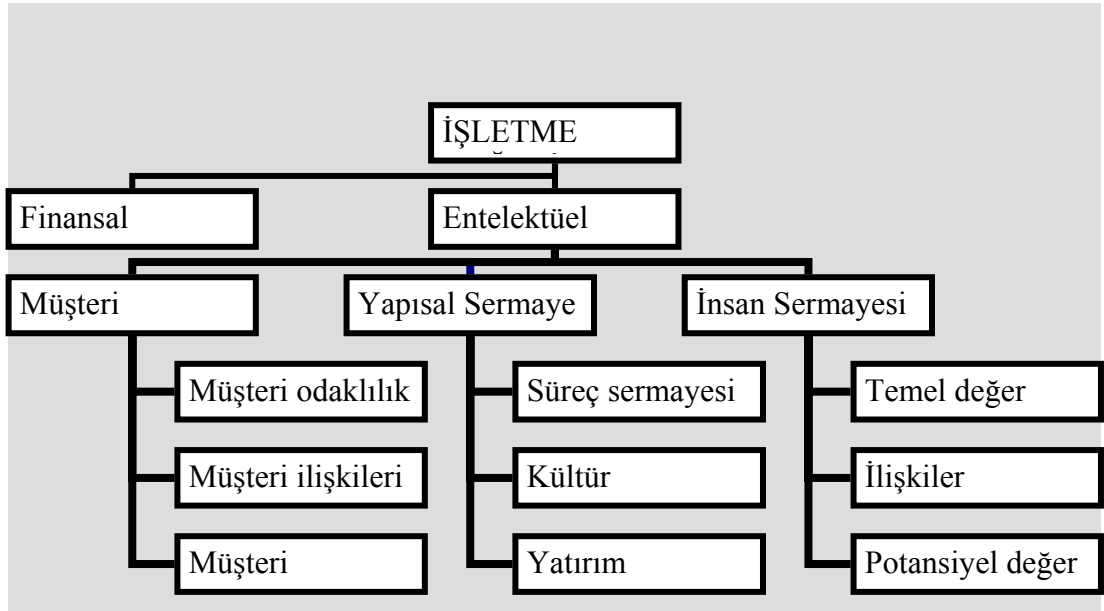 İŞLETME
Finansal
Entelektüel
Müşteri
Yapısal Sermaye
İnsan Sermayesi
Müşteri odaklılık
Süreç sermayesi
Temel değer
Müşteri ilişkileri
Kültür
İlişkiler
Müşteri
Yatırım
Potansiyel değer